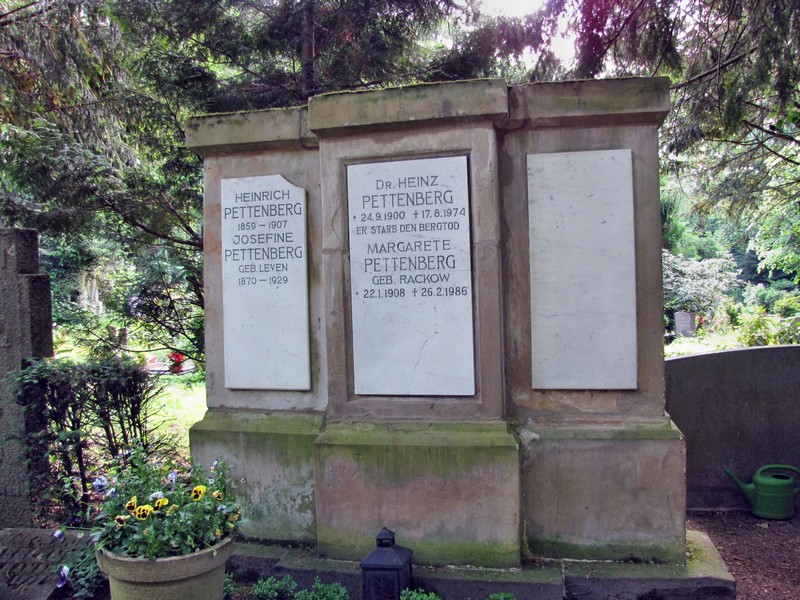 HEINRICH
PETTENBERG
1859 – 1907
JOSEFINE
PETTENBERG
GEB. LEVEN
1870 – 1929
DR. HEINZ
PETTENBERG
* 24.9.1900 † 17.8.1974
ER STARB DEN BERGTOD
MARGARETE
PETTENBERG
GEB. RACKOW
* 22.1.1908 † 26.2.1986